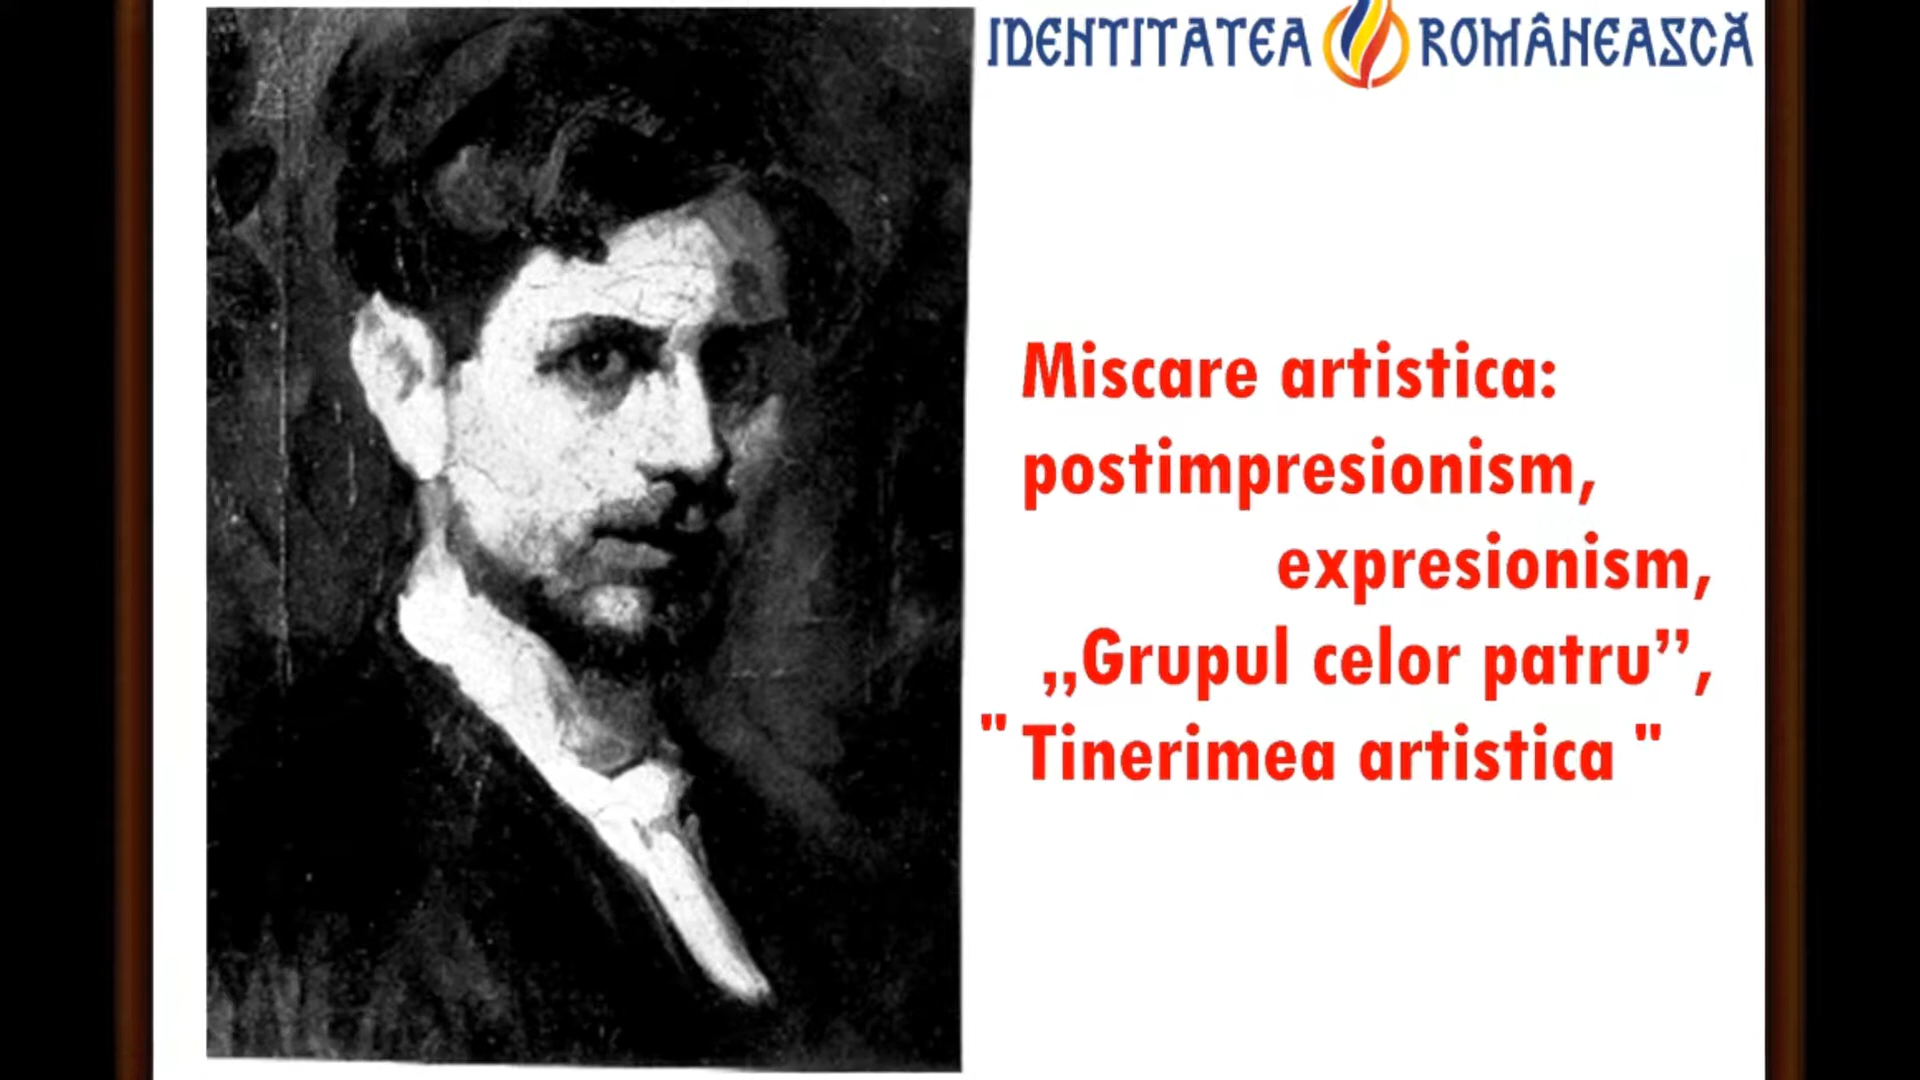 IDENTITATEA ROMÂNEASCĂ
Miscare artistica:
postimpresionism,
expresionism,
„Grupul celor patru”,
" Tinerimea artistica "